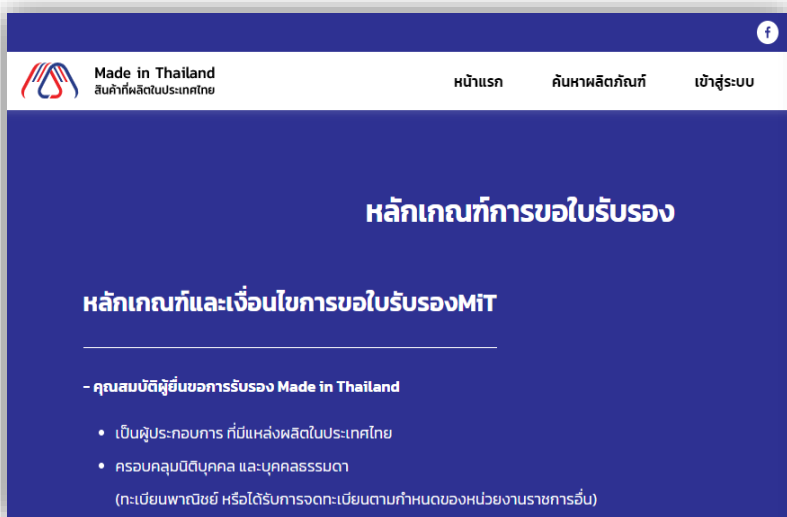 Made in Thailand
สินค้าที่ผลิตในประเทศไทย
หน้าแรก
ค้นหาผลิตภัณฑ์
เข้าสู่ระบบ
หลักเกณฑ์การขอใบรับรอง
หลักเกณฑ์และเงื่อนไขการขอใบรับรองMiT
- คุณสมบัติผู้ยื่นขอการรับรอง Made in Thailand
• เป็นผู้ประกอบการ ที่มีแหล่งผลิตในประเทศไทย
• ครอบคลุมนิติบุคคล และบุคคลธรรมดา
(ทะเบียนพาณิชย์ หรือได้รับการจดทะเบียนตามกำหนดของหน่วยงานราชการอื่น)